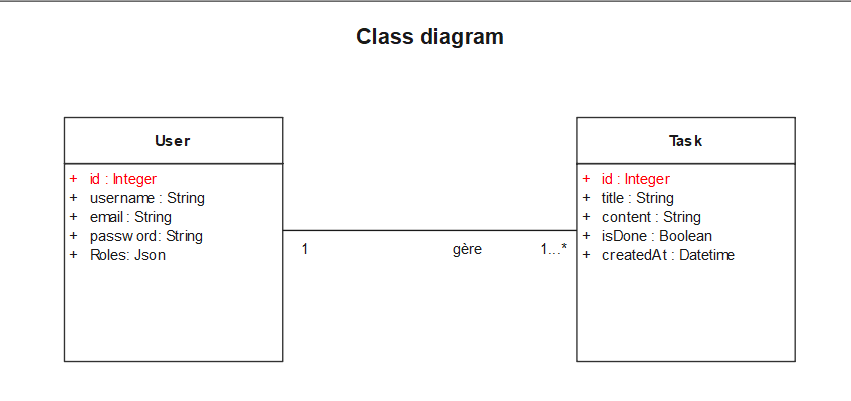 Class diagram
User
+ id : Integer
+ username : String
+ email : String
+ password: String
+ Roles: Json
1 gère 1...*
Task
+ id : Integer
+ title : String
+ content : String
+ isDone : Boolean
+ createdAt : Datetime